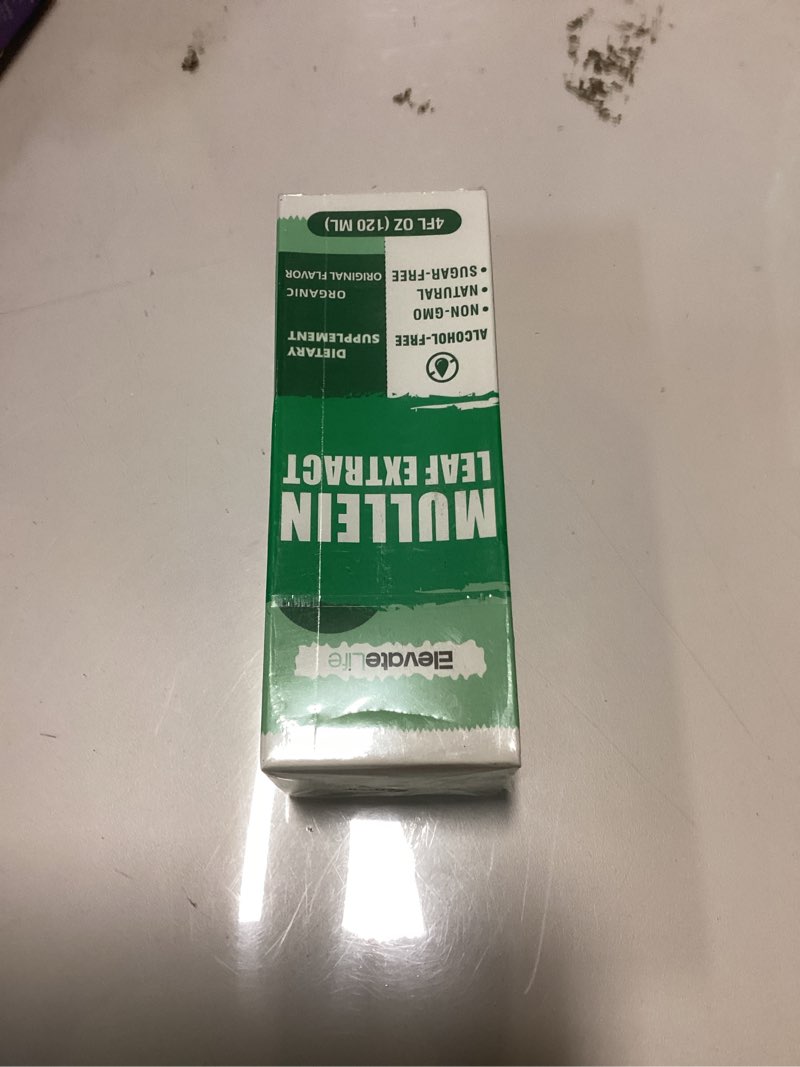 ElevateLife
MULLEIN
LEAF EXTRACT
ALCOHOL-FREE
• NON-GMO
• NATURAL
• SUGAR-FREE
DIETARY
SUPPLEMENT
ORGANIC
ORIGINAL FLAVOR
4FL OZ (120 ML)